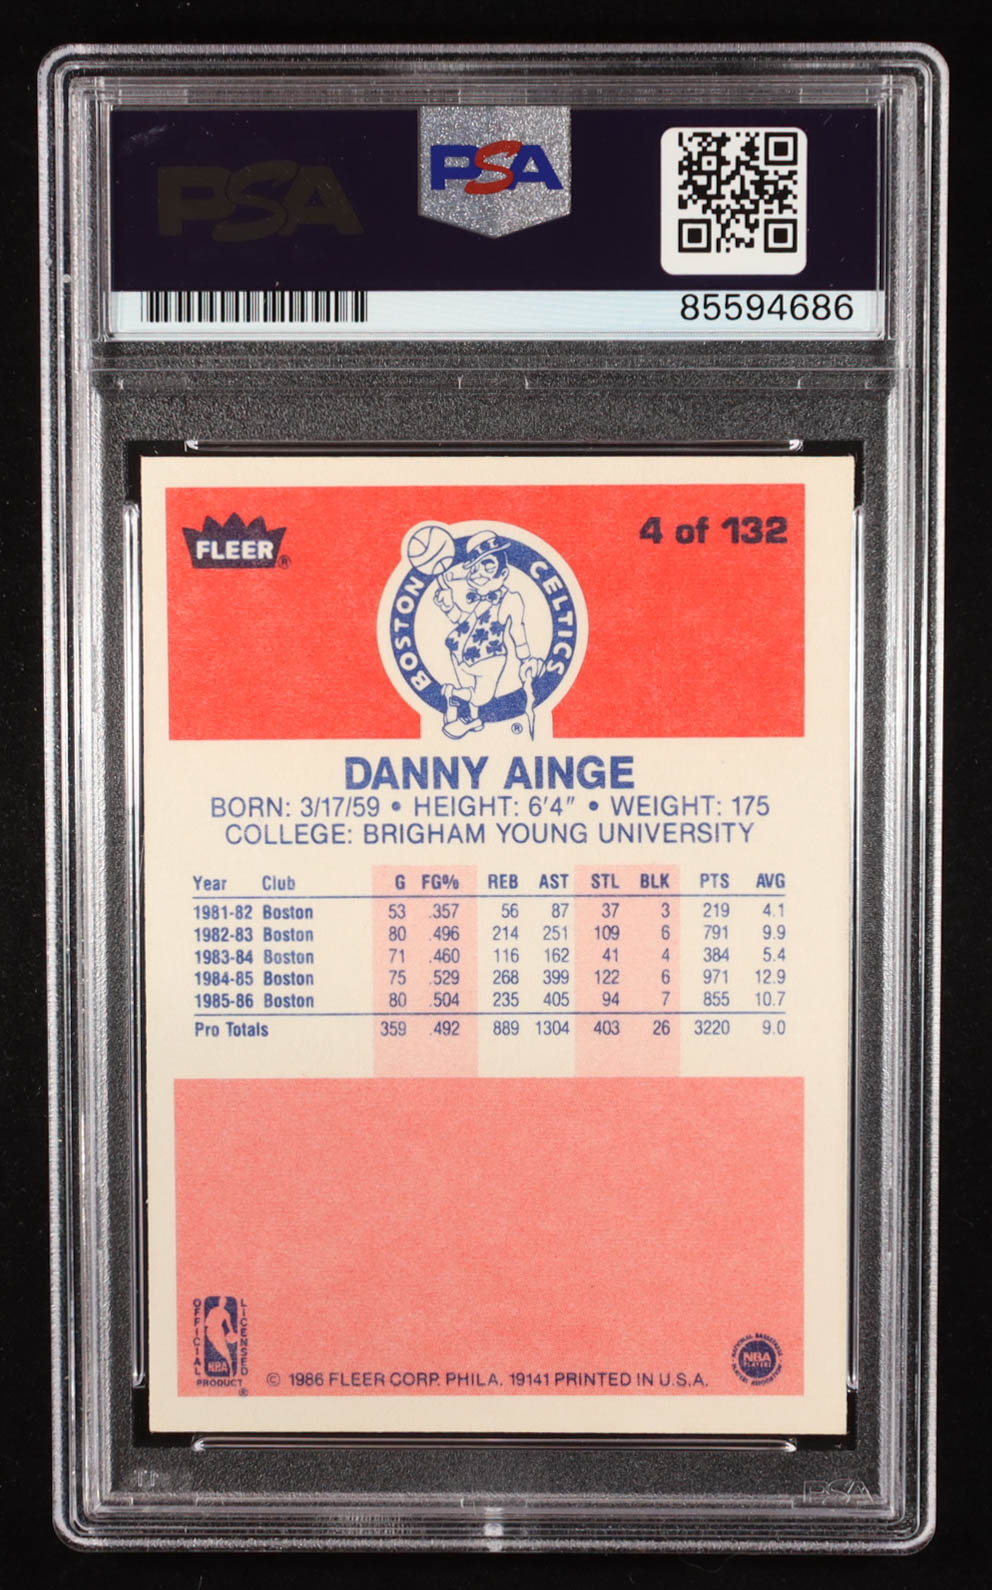 PSA
PSA
85594686
FLEER®
4 of 132
BOSTON CELTICS
®
DANNY AINGE
BORN: 3/17/59 • HEIGHT: 6'4" • WEIGHT: 175
COLLEGE: BRIGHAM YOUNG UNIVERSITY
Year Club G FG% REB AST STL BLK PTS AVG
1981-82 Boston 53 .357 56 87 37 3 219 4.1
1982-83 Boston 80 .496 214 251 109 6 791 9.9
1983-84 Boston 71 .460 116 162 41 4 384 5.4
1984-85 Boston 75 .529 268 399 122 6 971 12.9
1985-86 Boston 80 .504 235 405 94 7 855 10.7
Pro Totals 359 .492 889 1304 403 26 3220 9.0
OFFICIAL LICENSED
NBA
PRODUCT
®
© 1986 FLEER CORP. PHILA. 19141 PRINTED IN U.S.A.
NATIONAL BASKETBALL
NBA
PLAYERS
PLAYERS ASSOCIATION
PSA